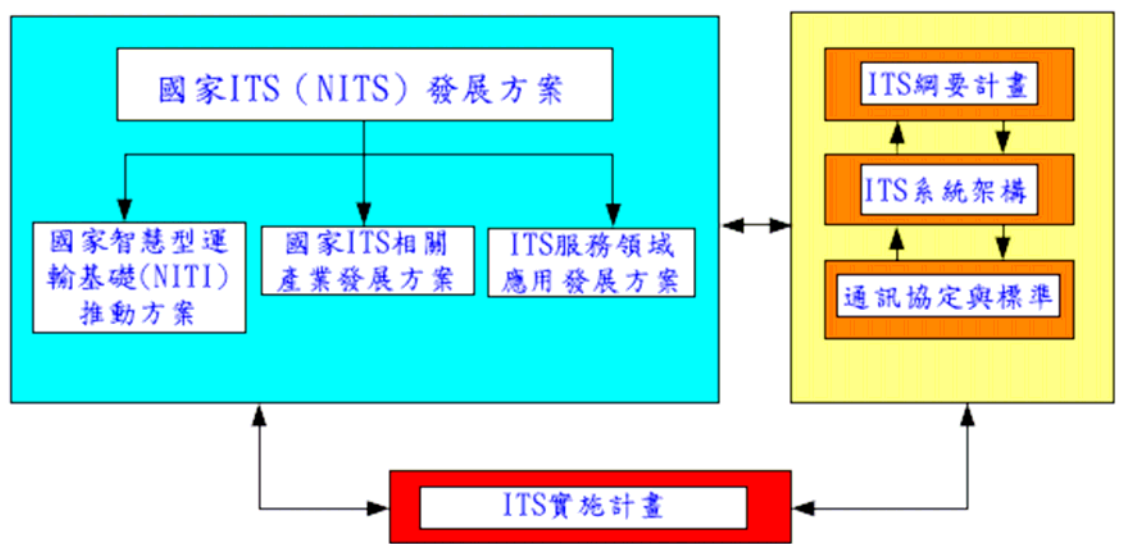 國家ITS（NITS）發展方案
國家智慧型運
輸基礎(NITI)
推動方案
國家ITS相關
產業發展方案
ITS服務領域
應用發展方案
ITS綱要計畫
ITS系統架構
通訊協定與標準
ITS實施計畫